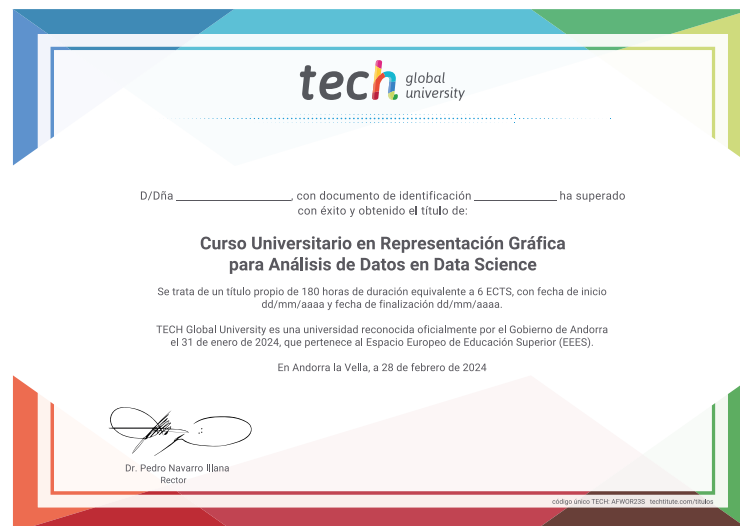 tech global university
D/Dña ____________________, con documento de identificación ______________ ha superado
con éxito y obtenido el título de:
Curso Universitario en Representación Gráfica
para Análisis de Datos en Data Science
Se trata de un título propio de 180 horas de duración equivalente a 6 ECTS, con fecha de inicio
dd/mm/aaaa y fecha de finalización dd/mm/aaaa.
TECH Global University es una universidad reconocida oficialmente por el Gobierno de Andorra
el 31 de enero de 2024, que pertenece al Espacio Europeo de Educación Superior (EEES).
En Andorra la Vella, a 28 de febrero de 2024
Dr. Pedro Navarro Illana
Rector
código único TECH: AFWOR23S techtitute.com/titulos